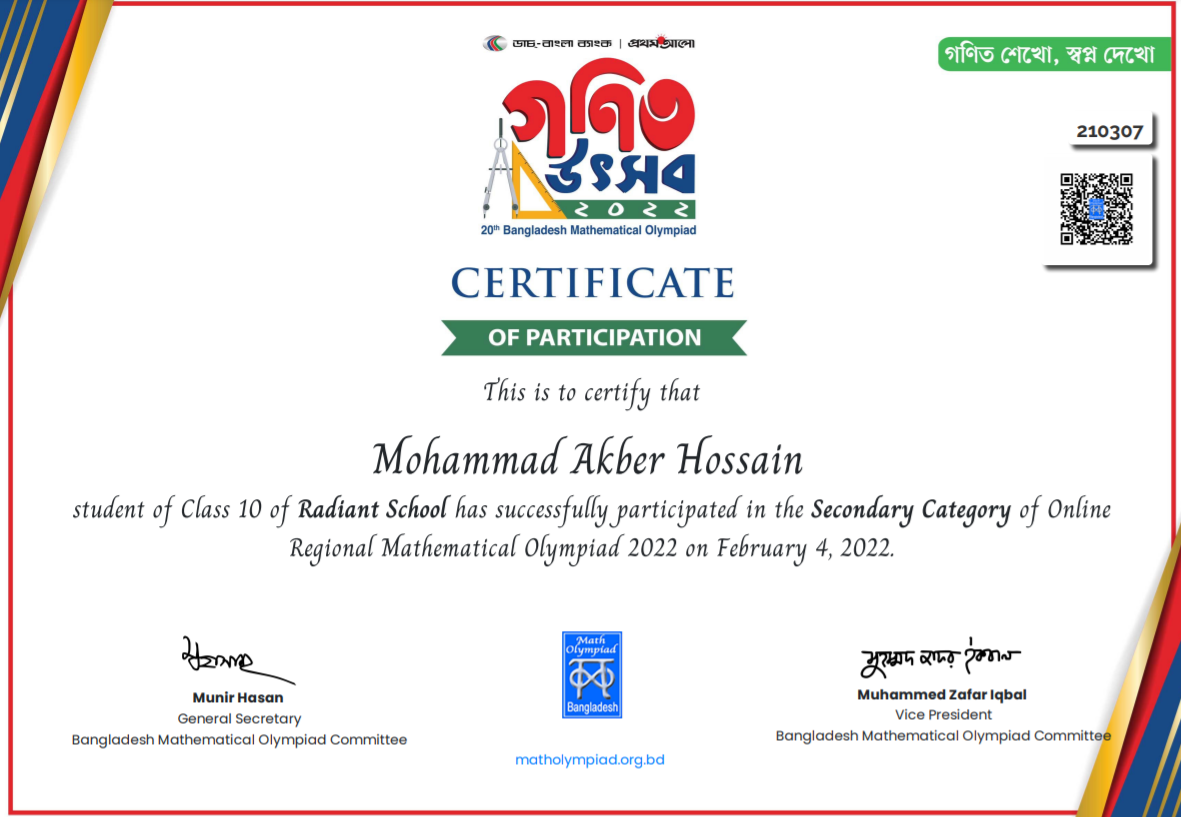 ডাচ্-বাংলা ব্যাংক | প্রথম আলো
গণিত শেখো, স্বপ্ন দেখো
গণিত
উৎসব
২০২২
20th Bangladesh Mathematical Olympiad
210307
CERTIFICATE
OF PARTICIPATION
This is to certify that
Mohammad Akber Hossain
student of Class 10 of Radiant School has successfully participated in the Secondary Category of Online
Regional Mathematical Olympiad 2022 on February 4, 2022.
Munir Hasan
General Secretary
Bangladesh Mathematical Olympiad Committee
Math
Olympiad
Bangladesh
matholympiad.org.bd
মুহম্মদ জাফর ইকবাল
Muhammed Zafar Iqbal
Vice President
Bangladesh Mathematical Olympiad Committee